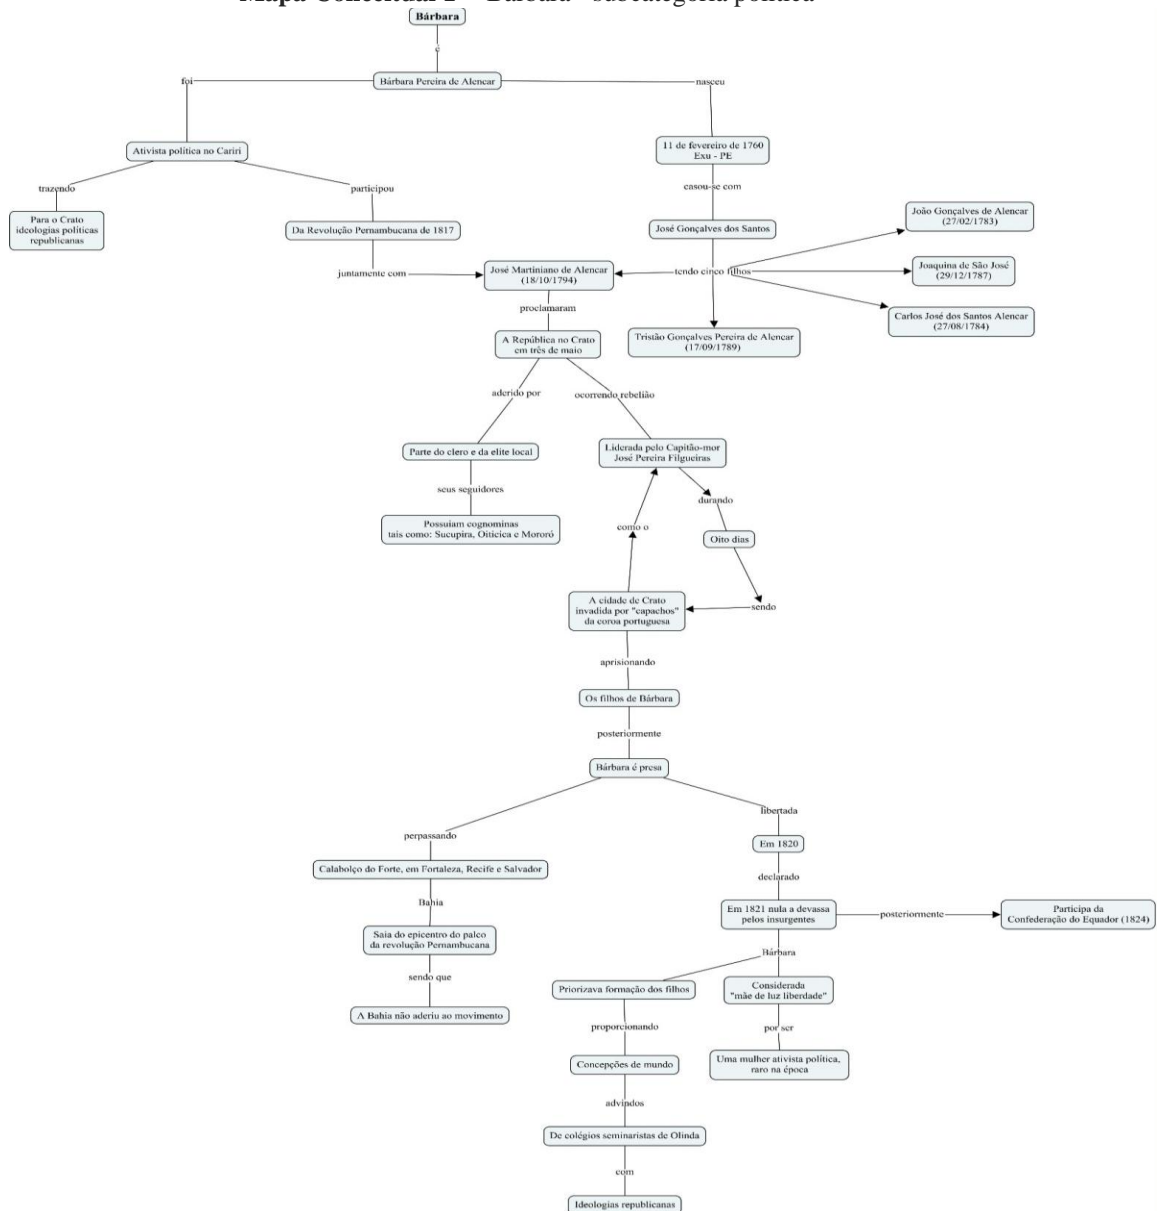 Bárbara
é
Bárbara Pereira de Alencar
foi
nasceu
Ativista política no Cariri
11 de fevereiro de 1760
Exu - PE
trazendo
participou
casou-se com
Para o Crato
ideologias políticas
republicanas
Da Revolução Pernambucana de 1817
José Gonçalves dos Santos
João Gonçalves de Alencar
(27/02/1783)
juntamente com
José Martiniano de Alencar
(18/10/1794)
tendo cinco filhos
Joaquina de São José
(29/12/1787)
proclamaram
Carlos José dos Santos Alencar
(27/08/1784)
A República no Crato
em três de maio
Tristão Gonçalves Pereira de Alencar
(17/09/1789)
aderido por
ocorrendo rebelião
Parte do clero e da elite local
Liderada pelo Capitão-mor
José Pereira Filgueiras
seus seguidores
durando
Possuiam cognominas
tais como: Sucupira, Oiticica e Mororó
como o
Oito dias
A cidade de Crato
invadida por "capachos"
da coroa portuguesa
sendo
aprisionando
Os filhos de Bárbara
posteriormente
Bárbara é presa
perpassando
libertada
Calabolço do Forte, em Fortaleza, Recife e Salvador
Em 1820
declarado
Bahia
Em 1821 nula a devassa
pelos insurgentes
posteriormente
Participa da
Confederação do Equador (1824)
Saia do epicentro do palco
da revolução Pernambucana
Bárbara
sendo que
Priorizava formação dos filhos
Considerada
"mãe de luz liberdade"
A Bahia não aderiu ao movimento
proporcionando
por ser
Concepções de mundo
Uma mulher ativista política,
raro na época
advindos
De colégios seminaristas de Olinda
com
Ideologias republicanas